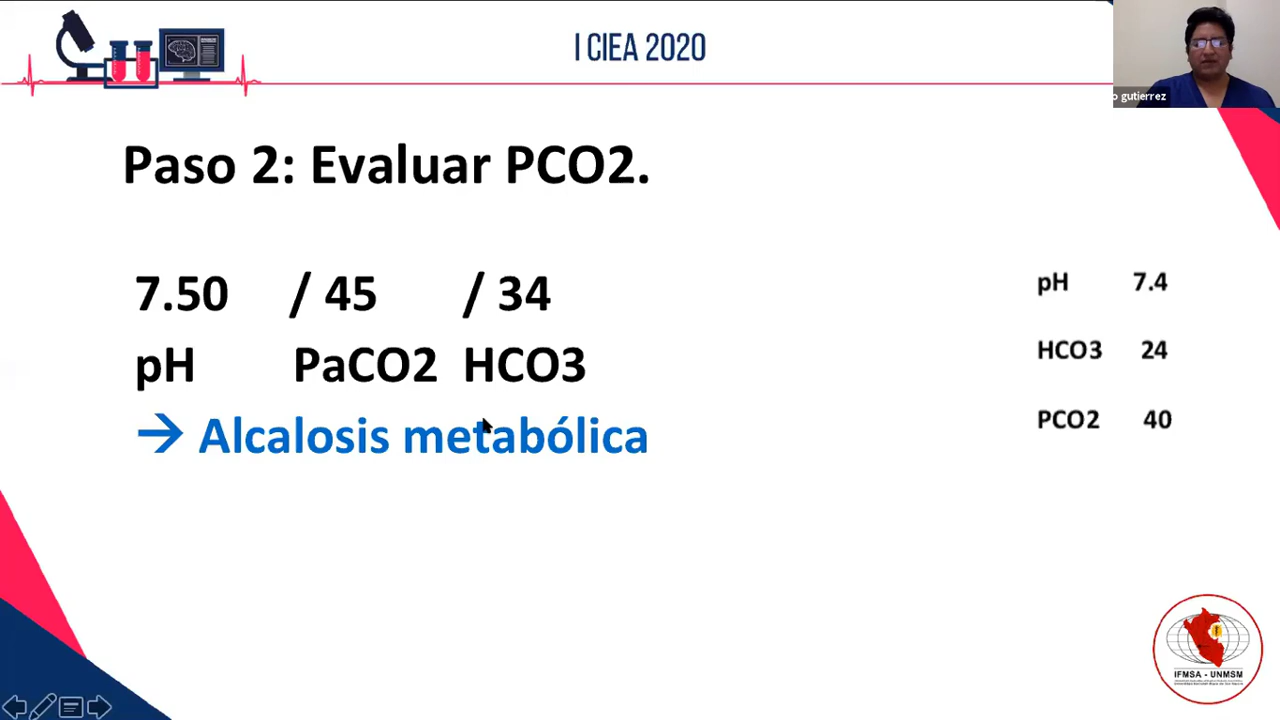 I CIEA 2020
o gutierrez
Paso 2: Evaluar PCO2.
7.50 / 45 / 34
pH PaCO2 HCO3
→ Alcalosis metabólica
pH 7.4
HCO3 24
PCO2 40
IFMSA - UNMSM